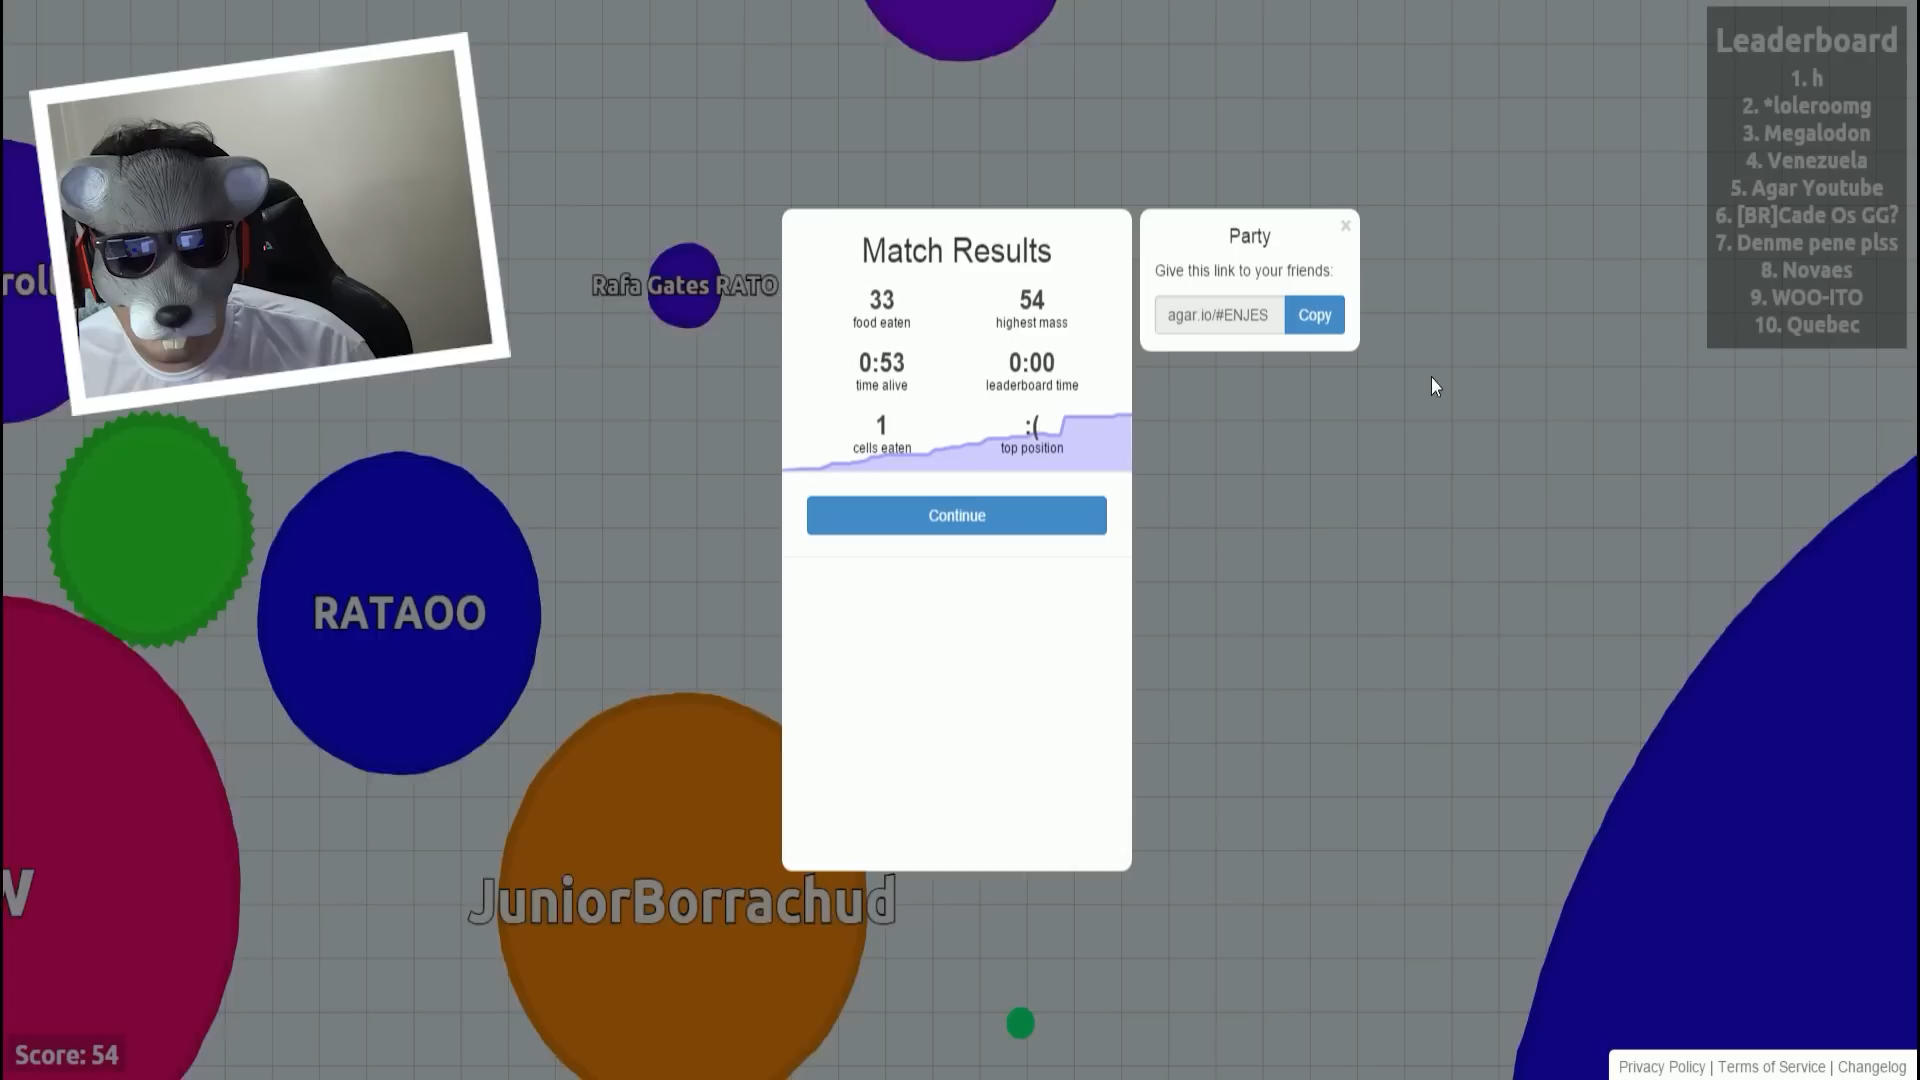 Leaderboard
1. h
2. *loleroomg
3. Megalodon
4. Venezuela
5. Agar Youtube
6. [BR]Cade Os GG?
7. Denme pene plss
8. Novaes
9. WOO-ITO
10. Quebec
Match Results
33
food eaten
54
highest mass
0:53
time alive
0:00
leaderboard time
1
cells eaten
:(
top position
Continue
Party
×
Give this link to your friends:
agar.io/#ENJES
Copy
Rafa Gates RATO
RATAOO
JuniorBorrachud
Score: 54
Privacy Policy | Terms of Service | Changelog